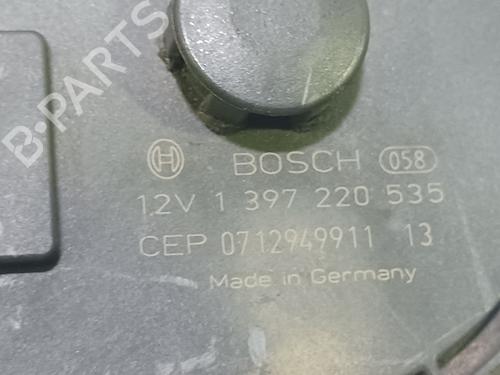 B-PARTS
BOSCH 058
12V 1 397 220 535
CEP 0712949911 13
Made in Germany